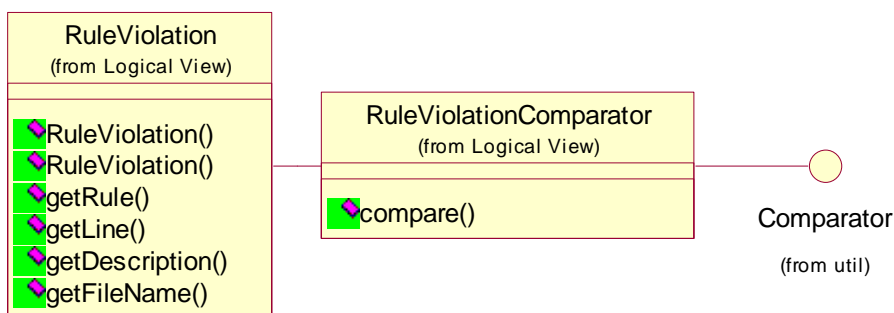 RuleViolation
(from Logical View)
RuleViolation()
RuleViolation()
getRule()
getLine()
getDescription()
getFileName()
RuleViolationComparator
(from Logical View)
compare()
Comparator
(from util)